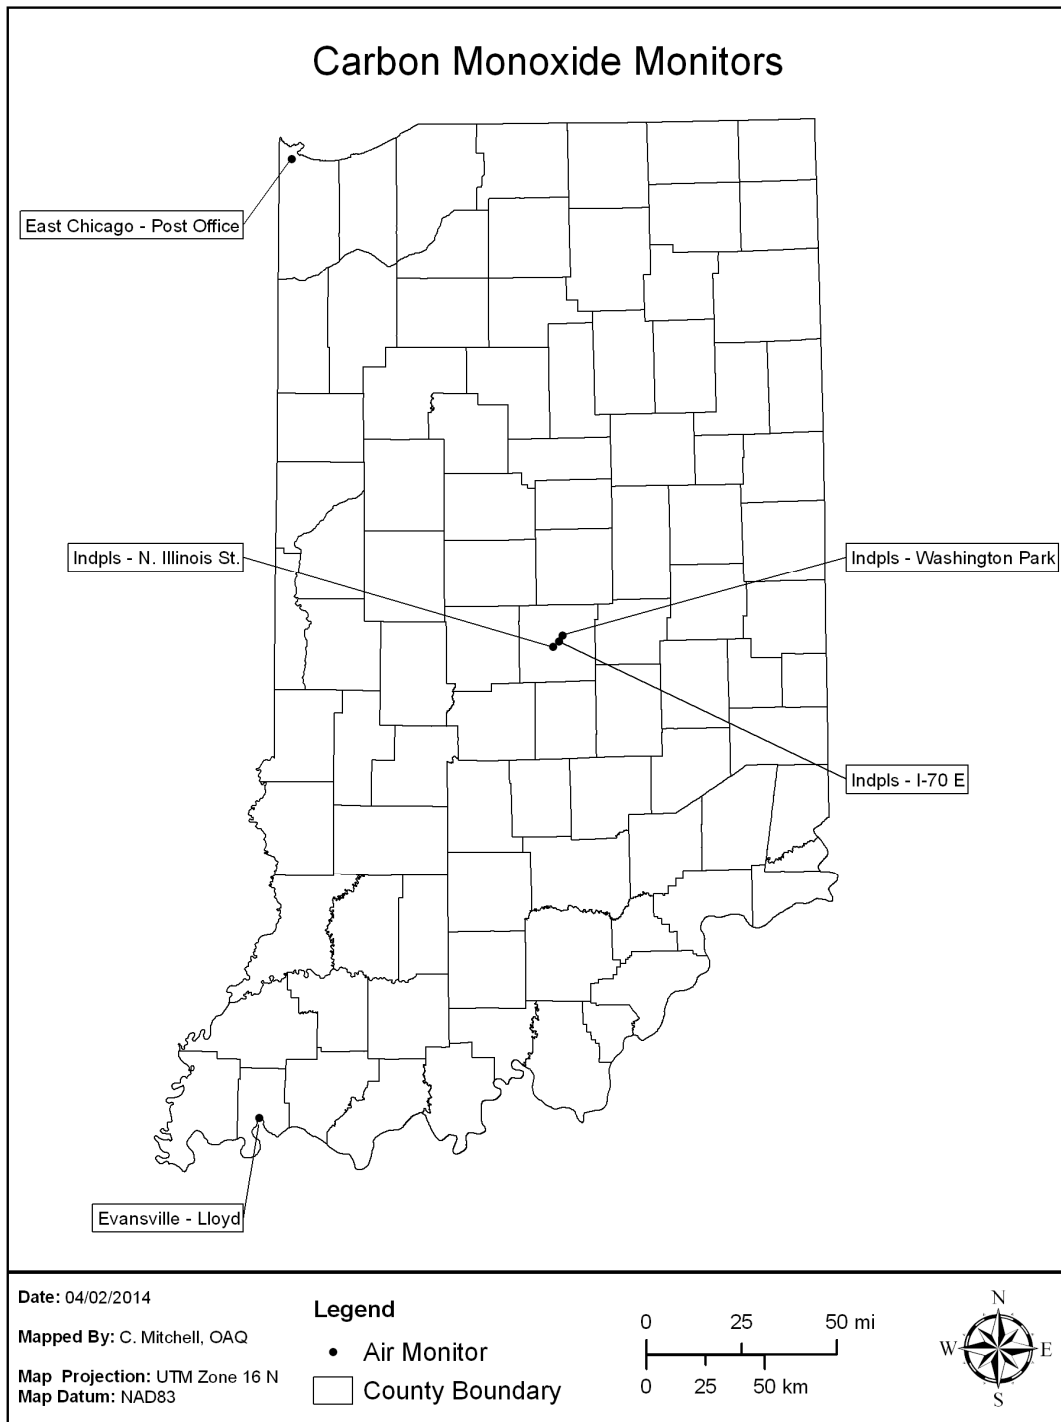 Carbon Monoxide Monitors
East Chicago - Post Office
Indpls - N. Illinois St.
Indpls - Washington Park
Indpls - I-70 E
Evansville - Lloyd
Date: 04/02/2014
Mapped By: C. Mitchell, OAQ
Map Projection: UTM Zone 16 N
Map Datum: NAD83
Legend
Air Monitor
County Boundary
0 25 50 mi
0 25 50 km
N
W E
S